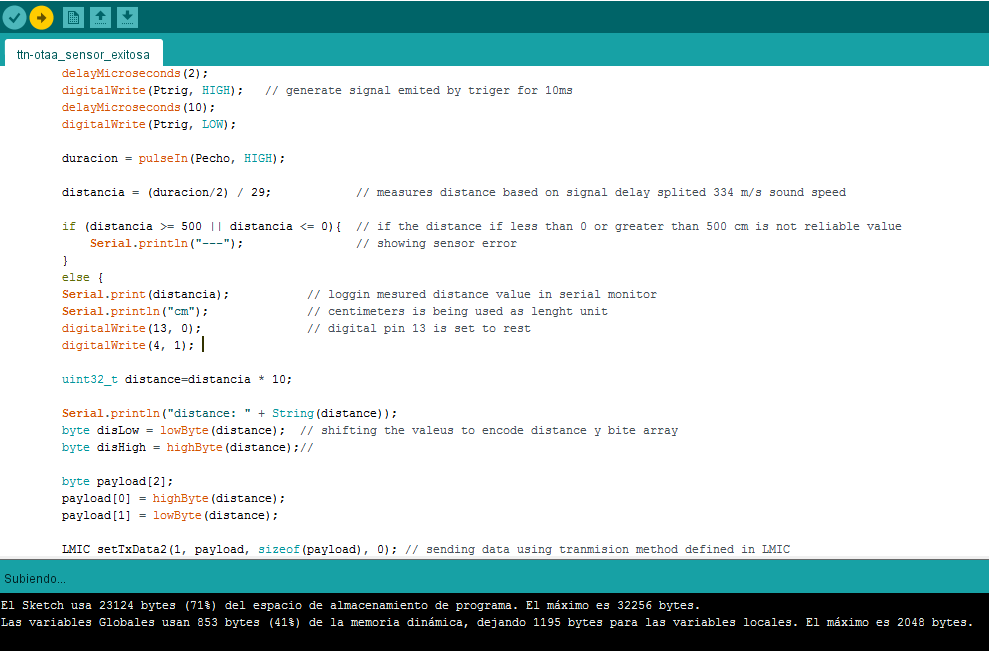 ttn-otaa_sensor_exitosa
delayMicroseconds(2);
digitalWrite(Ptrig, HIGH);   // generate signal emited by triger for 10ms
delayMicroseconds(10);
digitalWrite(Ptrig, LOW);
duracion = pulseIn(Pecho, HIGH);
distancia = (duracion/2) / 29;            // measures distance based on signal delay splited 334 m/s sound speed
if (distancia >= 500 || distancia <= 0){  // if the distance if less than 0 or greater than 500 cm is not reliable value
    Serial.println("---");                // showing sensor error
}
else {
Serial.print(distancia);           // loggin mesured distance value in serial monitor
Serial.println("cm");              // centimeters is being used as lenght unit
digitalWrite(13, 0);               // digital pin 13 is set to rest
digitalWrite(4, 1);
uint32_t distance=distancia * 10;
Serial.println("distance: " + String(distance));
byte disLow = lowByte(distance);  // shifting the valeus to encode distance y bite array
byte disHigh = highByte(distance);//
byte payload[2];
payload[0] = highByte(distance);
payload[1] = lowByte(distance);
LMIC setTxData2(1, payload, sizeof(payload), 0); // sending data using tranmision method defined in LMIC
Subiendo...
El Sketch usa 23124 bytes (71%) del espacio de almacenamiento de programa. El máximo es 32256 bytes.
Las variables Globales usan 853 bytes (41%) de la memoria dinámica, dejando 1195 bytes para las variables locales. El máximo es 2048 bytes.